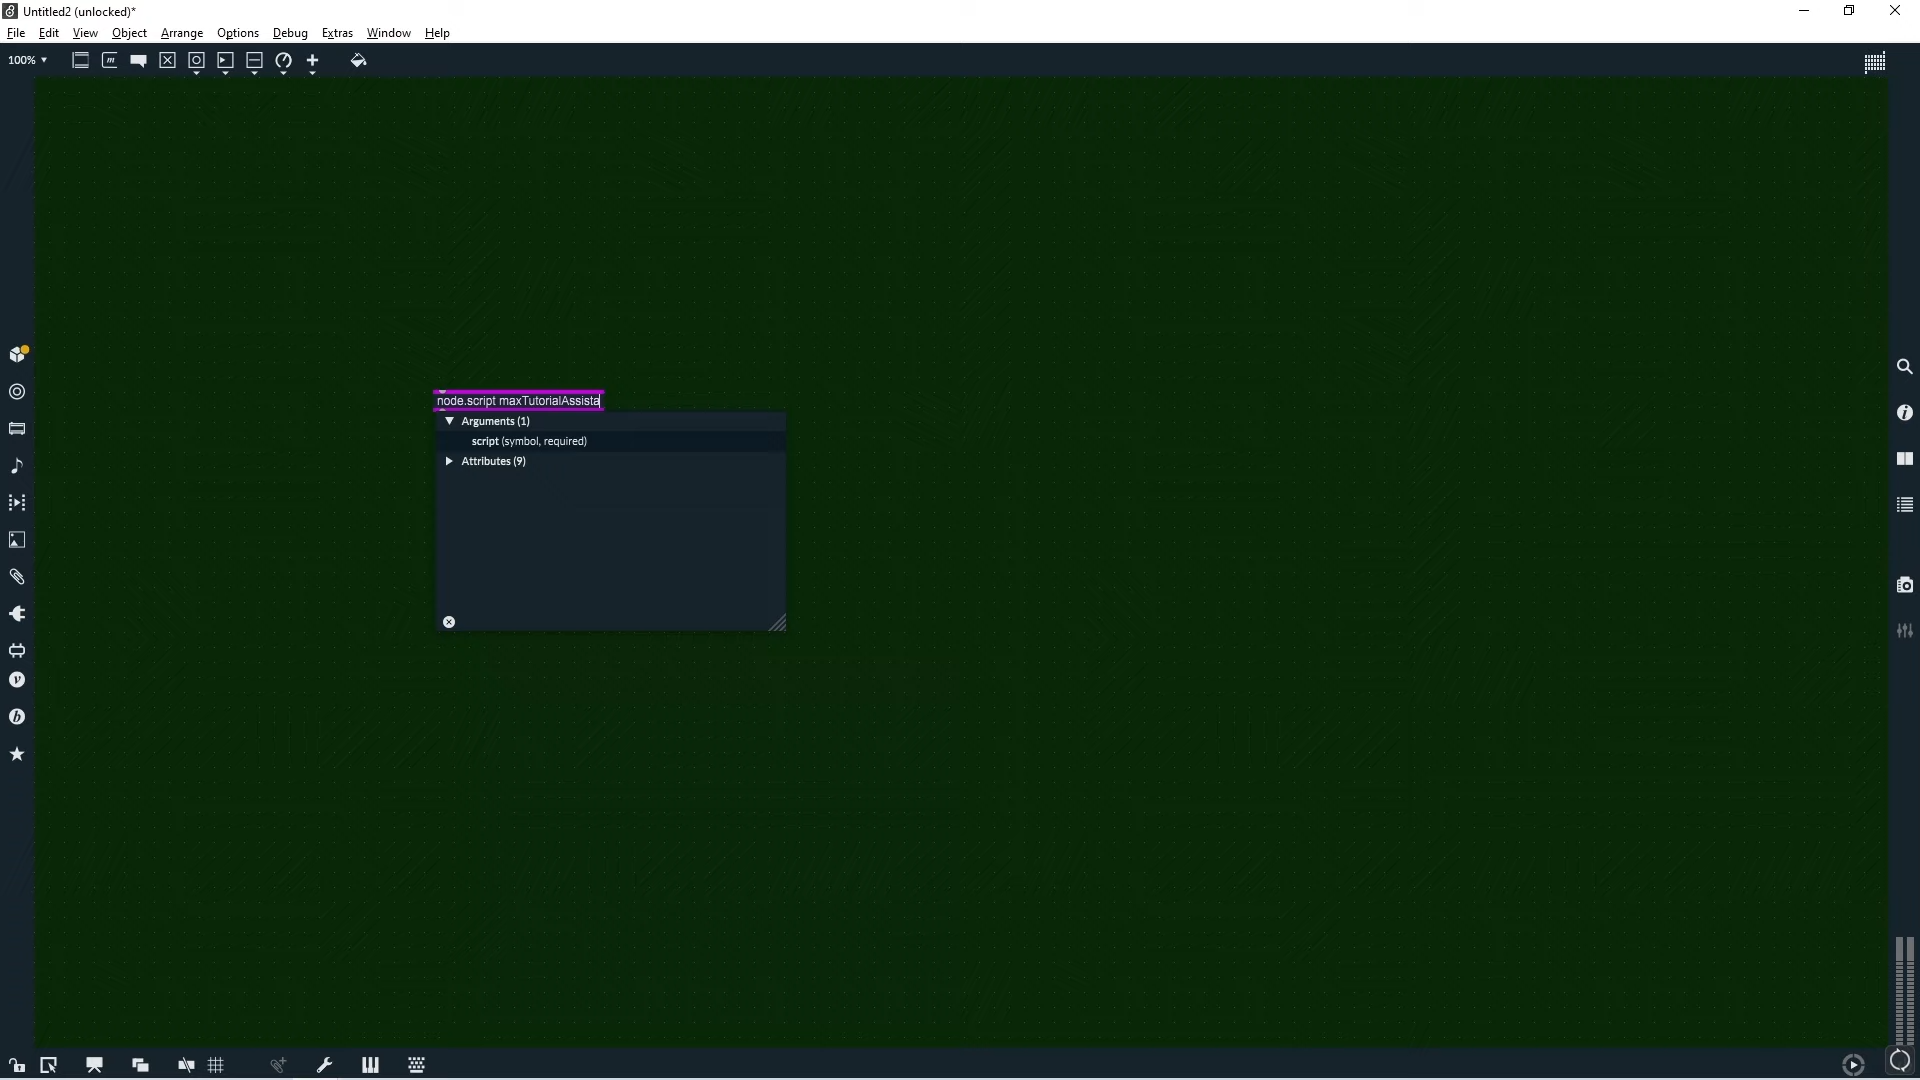 Untitled2 (unlocked)*
File Edit View Object Arrange Options Debug Extras Window Help
100%
node.script maxTutorialAssista
Arguments (1)
script (symbol, required)
Attributes (9)